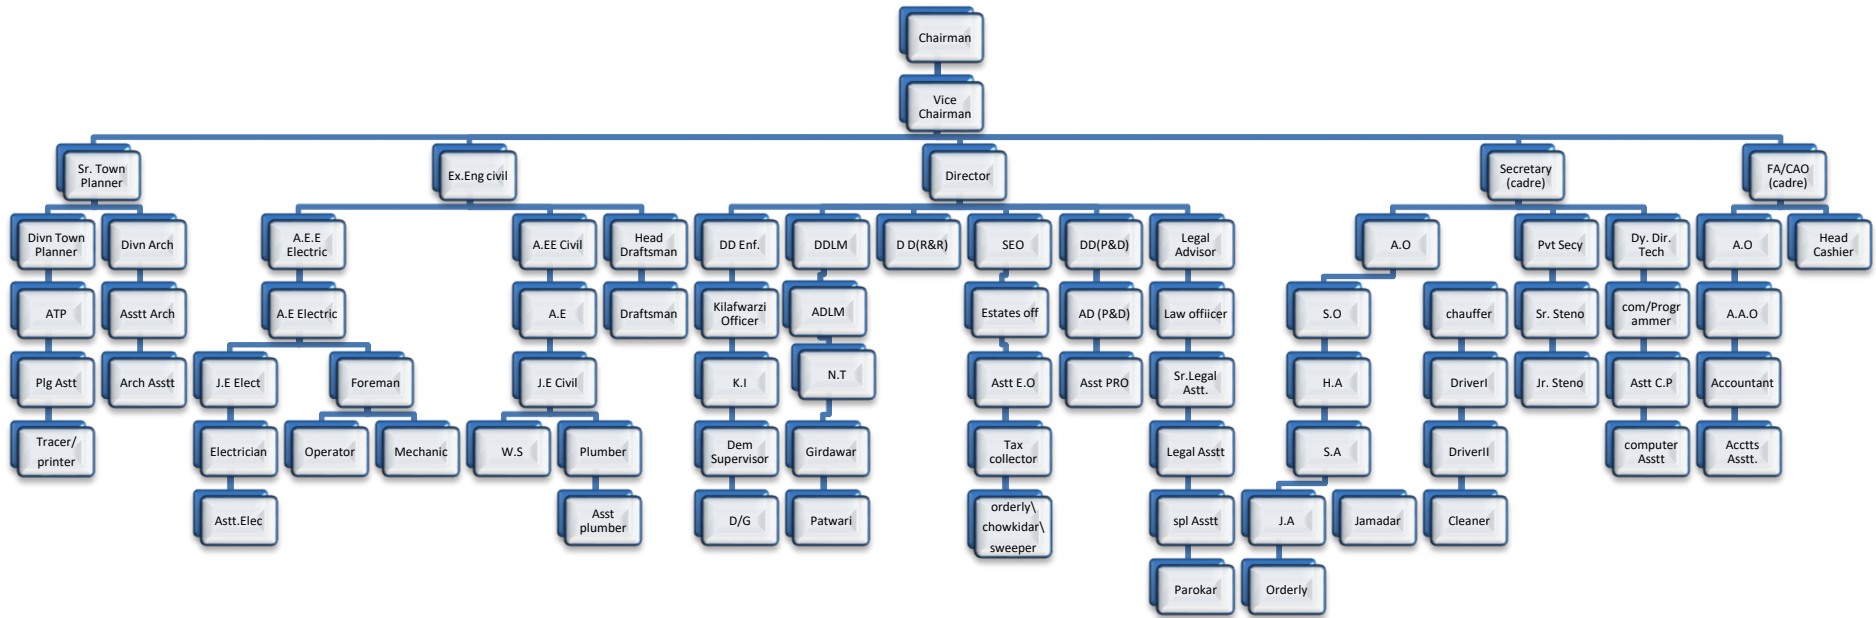 Chairman
Vice
Chairman
Sr. Town
Planner
Ex.Eng civil
Director
Secretary
(cadre)
FA/CAO
(cadre)
Divn Town
Planner
Divn Arch
A.E.E
Electric
A.EE Civil
Head
Draftsman
DD Enf.
DDLM
D D(R&R)
SEO
DD(P&D)
Legal
Advisor
A.O
Pvt Secy
Dy. Dir.
Tech
A.O
Head
Cashier
ATP
Asstt Arch
A.E Electric
A.E
Draftsman
Kilafwarzi
Officer
ADLM
Estates off
AD (P&D)
Law offiicer
S.O
chauffer
Sr. Steno
com/Progr
ammer
A.A.O
Plg Astt
Arch Asstt
J.E Elect
Foreman
J.E Civil
K.I
N.T
Astt E.O
Asst PRO
Sr.Legal
Astt.
H.A
DriverI
Jr. Steno
Astt C.P
Accountant
Tracer/
printer
Electrician
Operator
Mechanic
W.S
Plumber
Dem
Supervisor
Girdawar
Tax
collector
Legal Asstt
S.A
DriverII
computer
Asstt
Acctts
Asstt.
Astt.Elec
Asst
plumber
D/G
Patwari
orderly\
chowkidar\
sweeper
spl Asstt
J.A
Jamadar
Cleaner
Parokar
Orderly